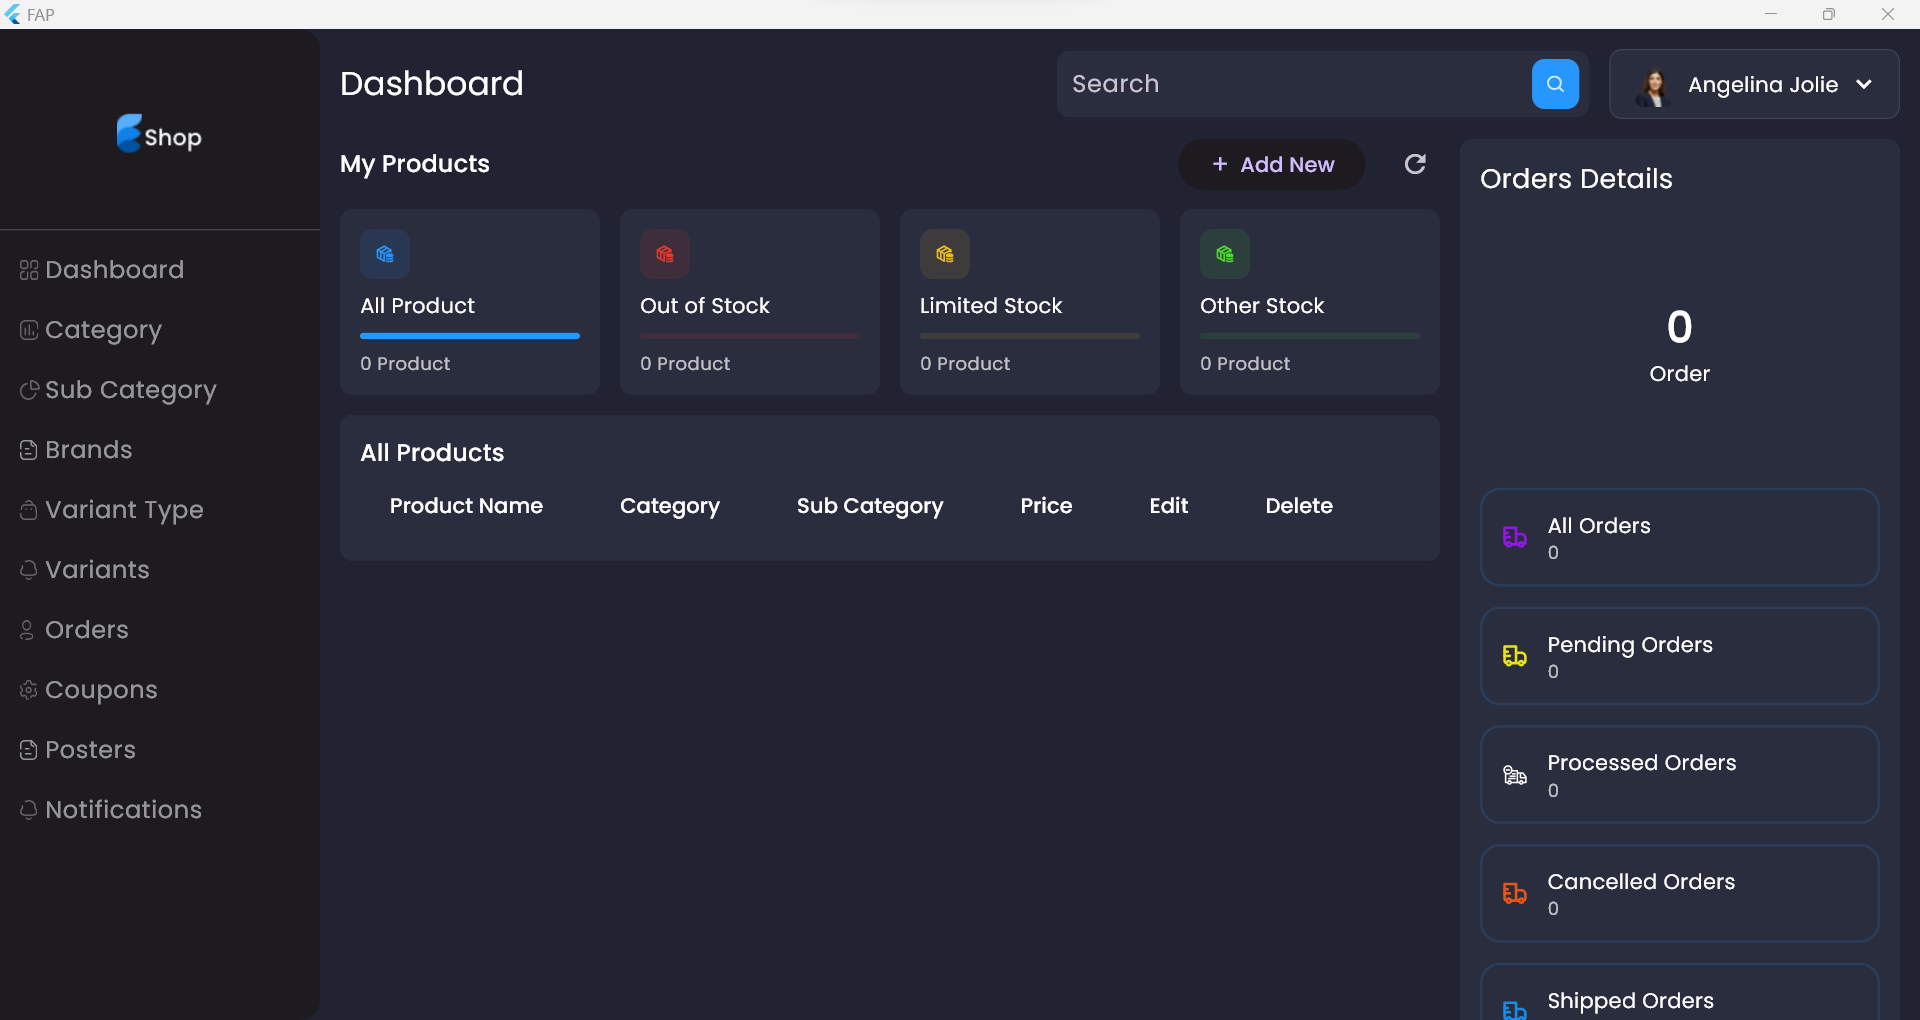 FAP
Shop
Dashboard
Category
Sub Category
Brands
Variant Type
Variants
Orders
Coupons
Posters
Notifications
Dashboard
Search
Angelina Jolie
My Products
+ Add New
All Product
0 Product
Out of Stock
0 Product
Limited Stock
0 Product
Other Stock
0 Product
All Products
Product Name Category Sub Category Price Edit Delete
Orders Details
0
Order
All Orders
0
Pending Orders
0
Processed Orders
0
Cancelled Orders
0
Shipped Orders